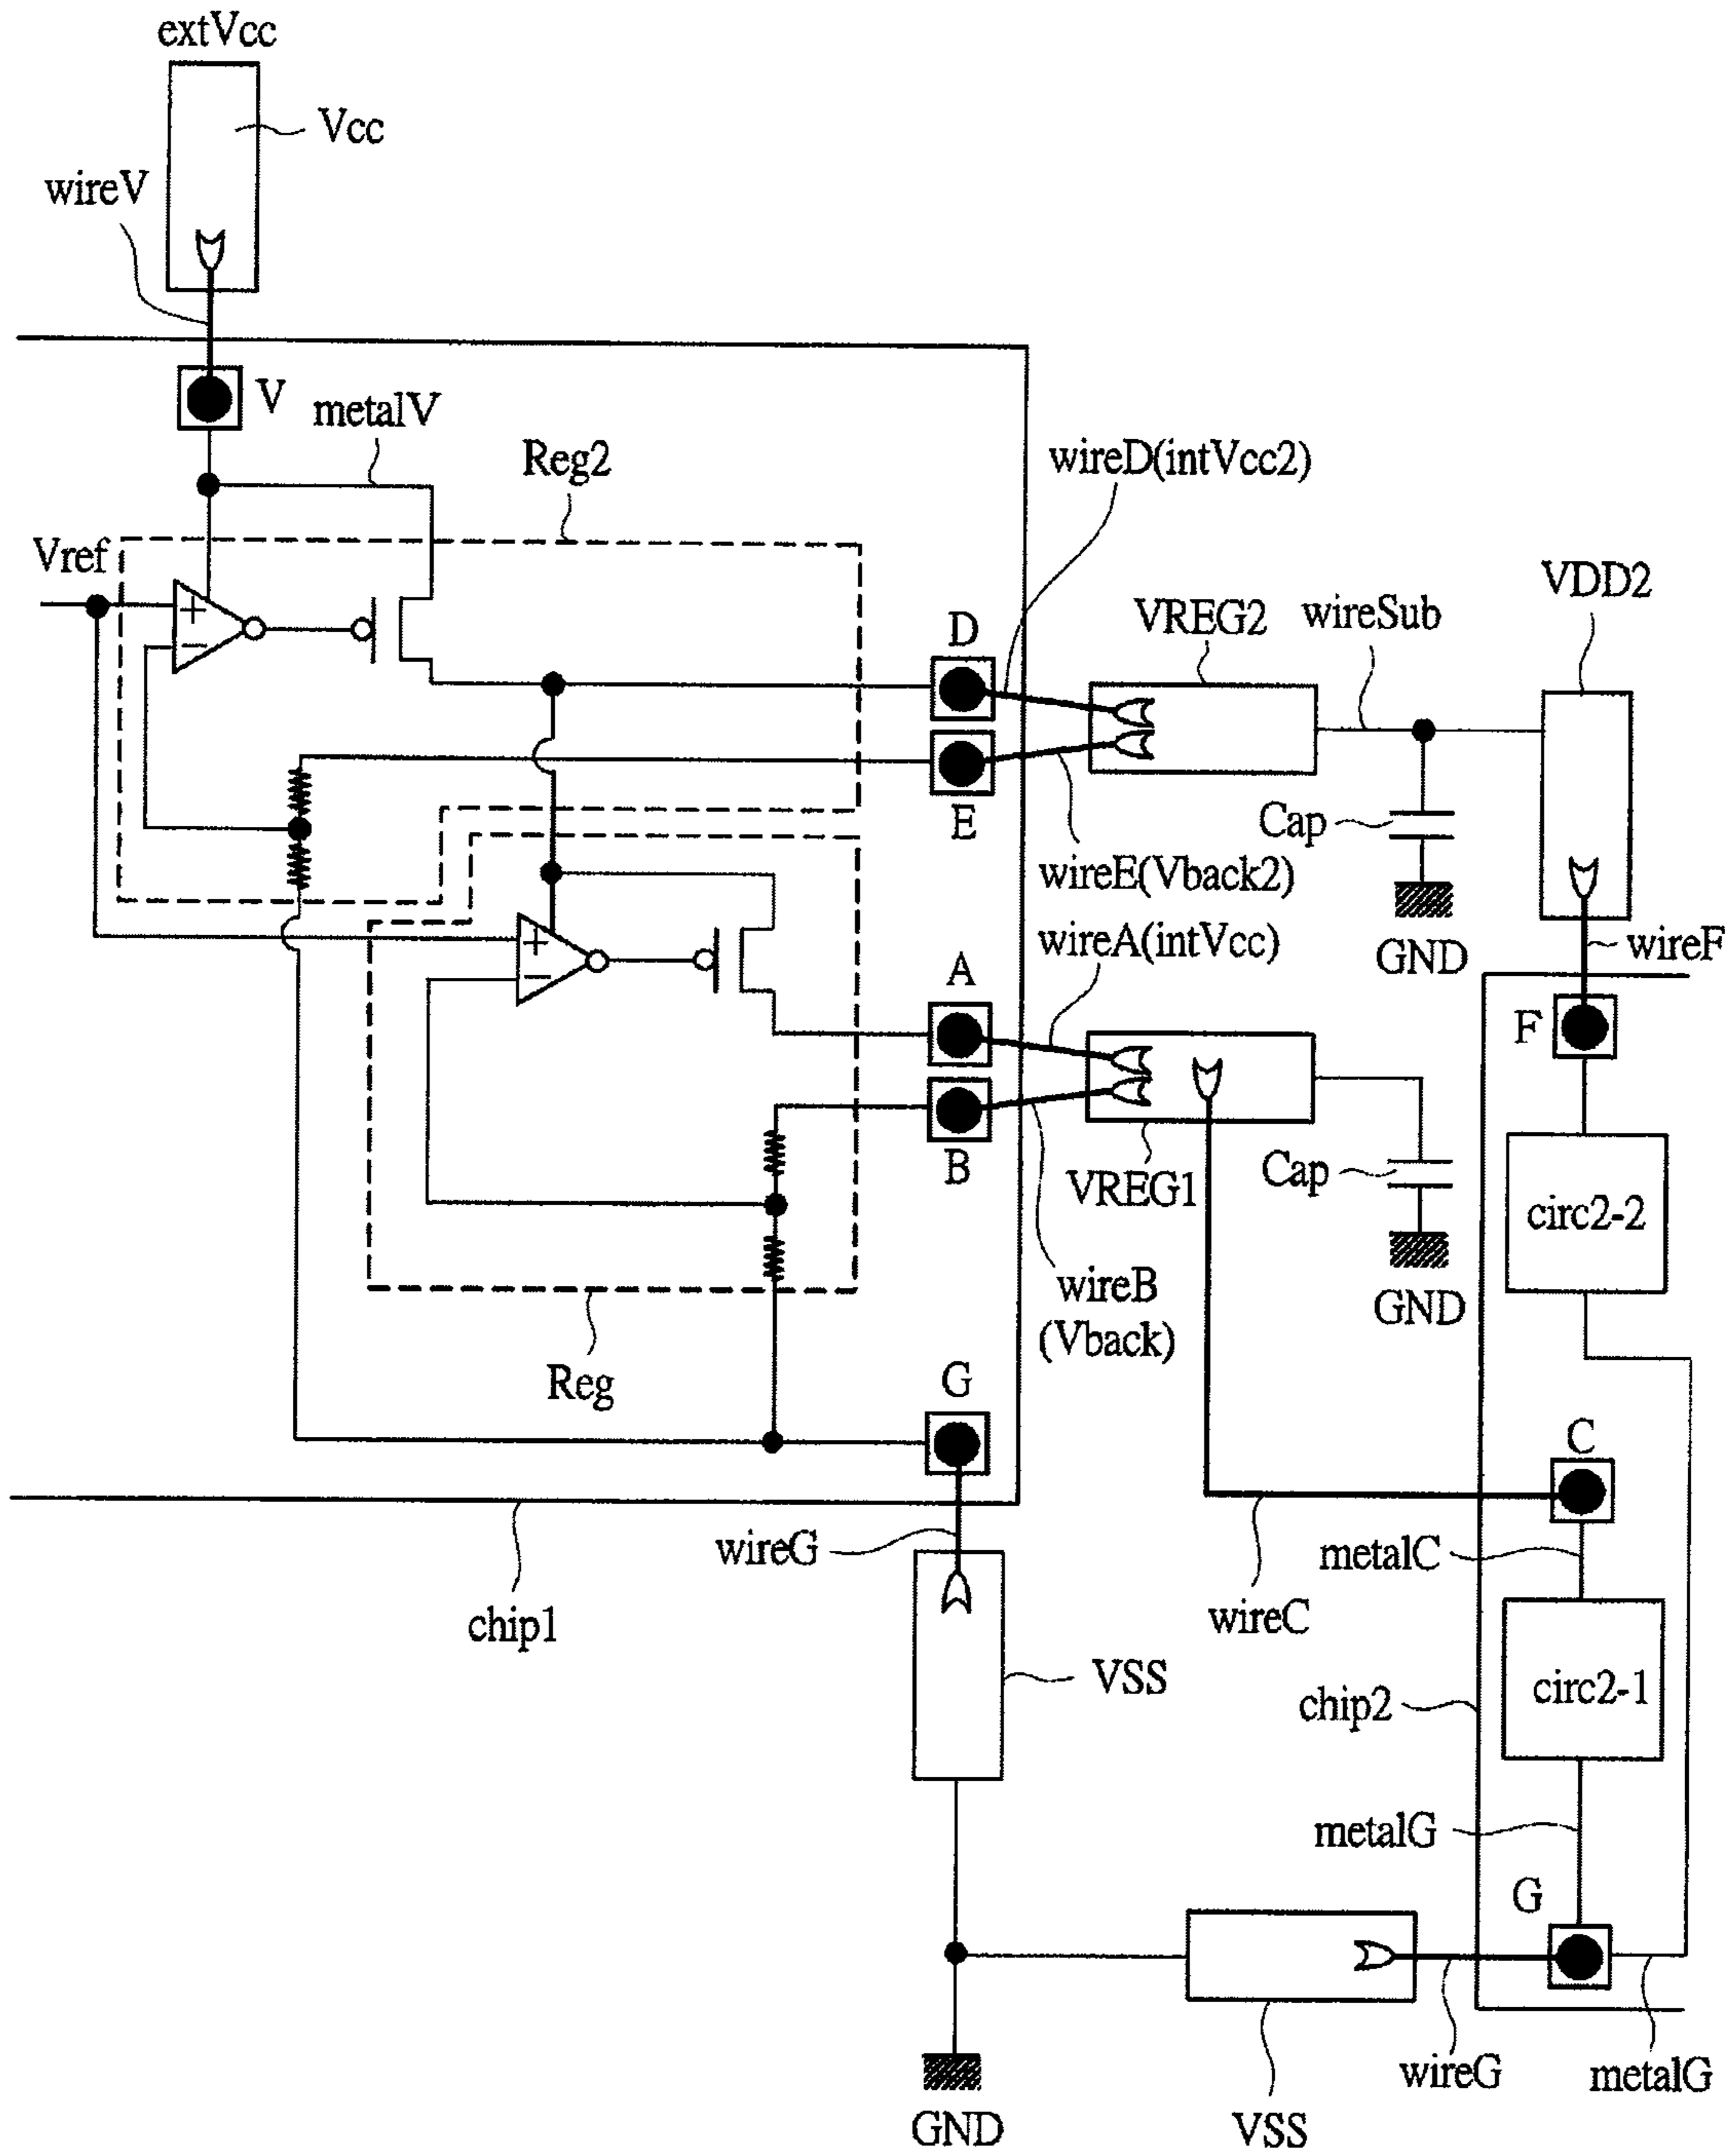 extVcc
Vcc
wireV
V
metalV
Reg2
wireD(intVcc2)
Vref
VDD2
D
VREG2
wireSub
+
−
E
Cap
wireE(Vback2)
GND
wireF
wireA(intVcc)
A
F
+
−
B
VREG1
Cap
circ2-2
wireB
(Vback)
GND
Reg
G
C
wireG
metalC
wireC
chip1
VSS
circ2-1
chip2
metalG
G
wireG
metalG
GND
VSS